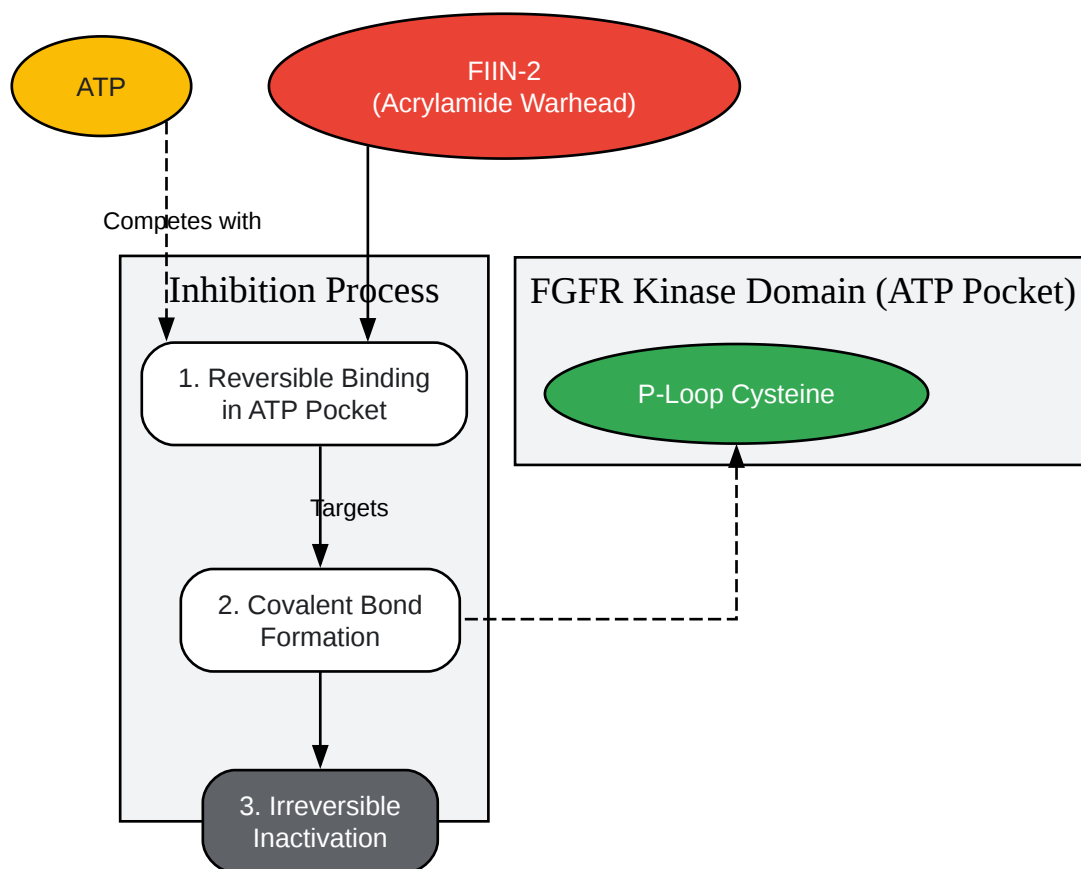 ATP
FIIN-2
(Acrylamide Warhead)
Competes with
Inhibition Process
FGFR Kinase Domain (ATP Pocket)
1. Reversible Binding
in ATP Pocket
P-Loop Cysteine
Targets
2. Covalent Bond
Formation
3. Irreversible
Inactivation